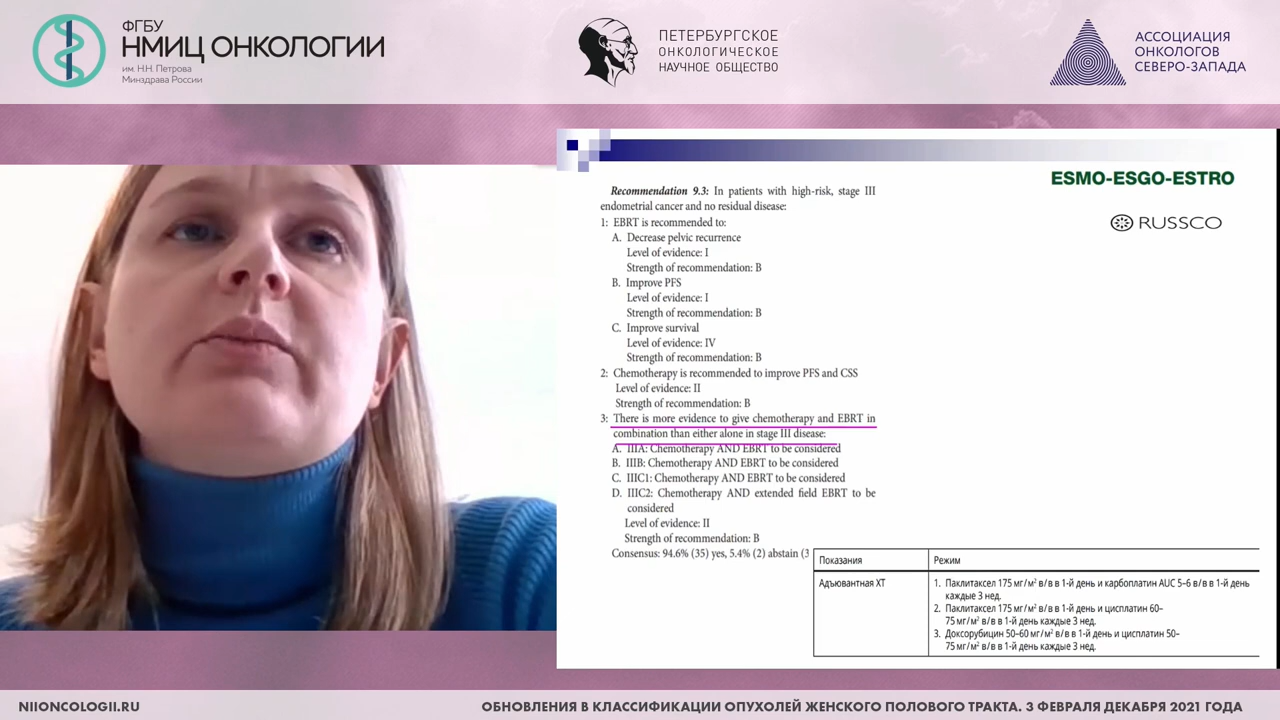 ФГБУ
НМИЦ ОНКОЛОГИИ
им. Н.Н. Петрова
Минздрава России
ПЕТЕРБУРГСКОЕ
ОНКОЛОГИЧЕСКОЕ
НАУЧНОЕ ОБЩЕСТВО
АССОЦИАЦИЯ
ОНКОЛОГОВ
СЕВЕРО-ЗАПАДА
ESMO-ESGO-ESTRO
RUSSCO
Recommendation 9.3: In patients with high-risk, stage III
endometrial cancer and no residual disease:
1: EBRT is recommended to:
A. Decrease pelvic recurrence
Level of evidence: I
Strength of recommendation: B
B. Improve PFS
Level of evidence: I
Strength of recommendation: B
C. Improve survival
Level of evidence: IV
Strength of recommendation: B
2: Chemotherapy is recommended to improve PFS and CSS
Level of evidence: II
Strength of recommendation: B
3: There is more evidence to give chemotherapy and EBRT in
combination than either alone in stage III disease:
A. IIIA: Chemotherapy AND EBRT to be considered
B. IIIB: Chemotherapy AND EBRT to be considered
C. IIIC1: Chemotherapy AND EBRT to be considered
D. IIIC2: Chemotherapy AND extended field EBRT to be
considered
Level of evidence: II
Strength of recommendation: B
Consensus: 94.6% (35) yes, 5.4% (2) abstain (3
Показания Режим
Адъювантная ХТ 1. Паклитаксел 175 мг/м² в/в в 1-й день и карбоплатин AUC 5–6 в/в в 1-й день
каждые 3 нед.
2. Паклитаксел 175 мг/м² в/в в 1-й день и цисплатин 60–
75 мг/м² в/в в 1-й день каждые 3 нед.
3. Доксорубицин 50–60 мг/м² в/в в 1-й день и цисплатин 50–
75 мг/м² в/в в 1-й день каждые 3 нед.
NIIONCOLOGII.RU
ОБНОВЛЕНИЯ В КЛАССИФИКАЦИИ ОПУХОЛЕЙ ЖЕНСКОГО ПОЛОВОГО ТРАКТА. 3 ФЕВРАЛЯ ДЕКАБРЯ 2021 ГОДА